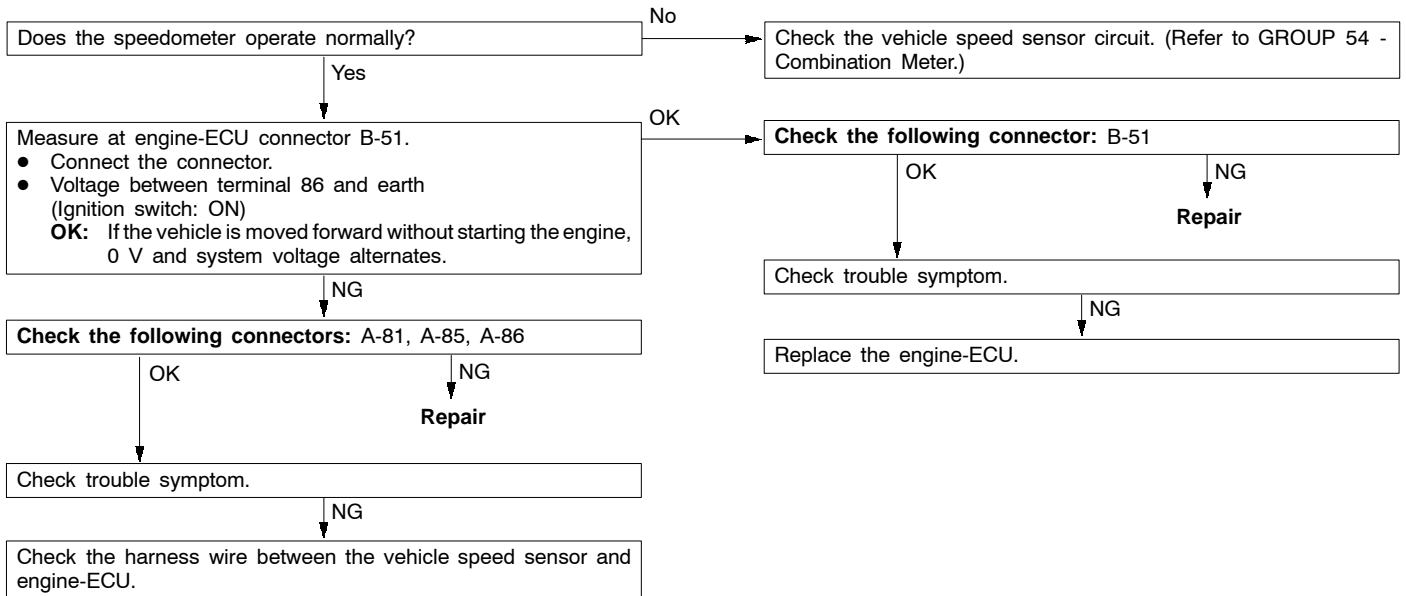 Does the speedometer operate normally?
No
Check the vehicle speed sensor circuit. (Refer to GROUP 54 -
Combination Meter.)
Yes
Measure at engine-ECU connector B-51.
● Connect the connector.
● Voltage between terminal 86 and earth
(Ignition switch: ON)
OK: If the vehicle is moved forward without starting the engine,
0 V and system voltage alternates.
OK
Check the following connector: B-51
OK
NG
Repair
Check trouble symptom.
NG
Replace the engine-ECU.
NG
Check the following connectors: A-81, A-85, A-86
OK
NG
Repair
Check trouble symptom.
NG
Check the harness wire between the vehicle speed sensor and
engine-ECU.